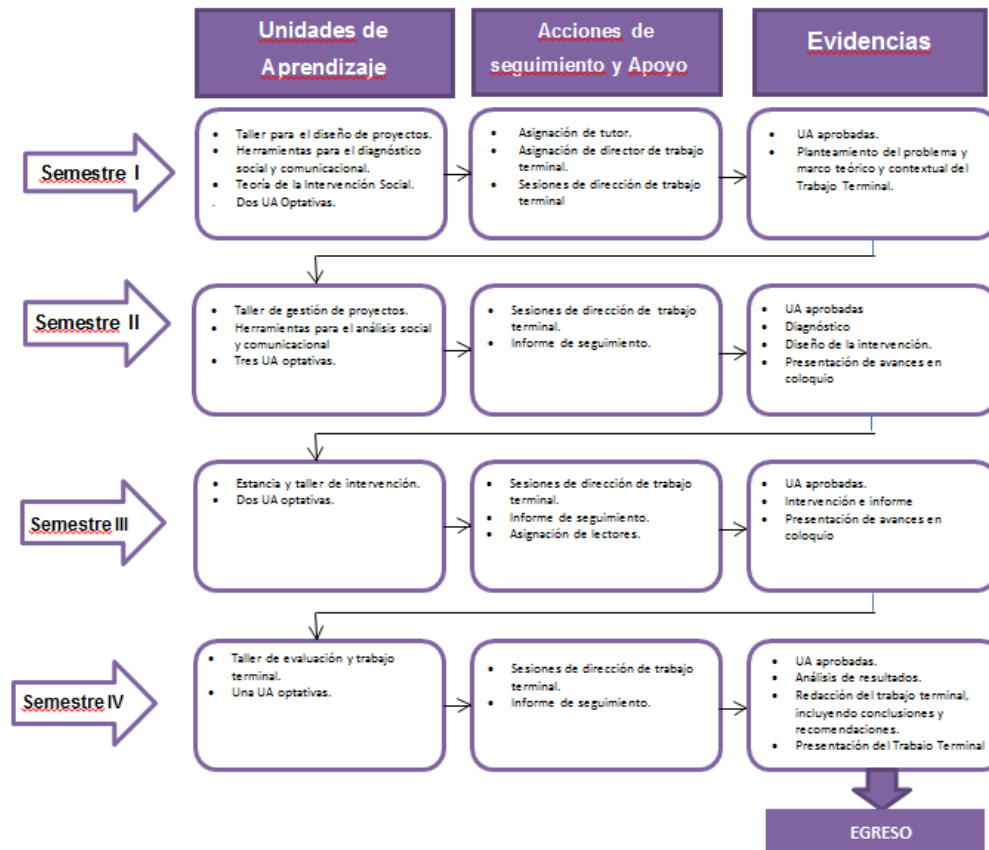 Unidades de
Aprendizaje
Acciones de
seguimiento y Apoyo
Evidencias
Semestre I
• Taller para el diseño de proyectos.
• Herramientas para el diagnóstico
social y comunicacional.
• Teoría de la Intervención Social.
. Dos UA Optativas.
• Asignación de tutor.
• Asignación de director de trabajo
terminal.
• Sesiones de dirección de trabajo
terminal
• UA aprobadas.
• Planteamiento del problema y
marco teórico y contextual del
Trabajo Terminal.
Semestre II
• Taller de gestión de proyectos.
• Herramientas para el análisis social
y comunicacional
• Tres UA optativas.
• Sesiones de dirección de trabajo
terminal.
• Informe de seguimiento.
• UA aprobadas
• Diagnóstico
• Diseño de la intervención.
• Presentación de avances en
coloquio
Semestre III
• Estancia y taller de intervención.
• Dos UA optativas.
• Sesiones de dirección de trabajo
terminal.
• Informe de seguimiento.
• Asignación de lectores.
• UA aprobadas.
• Intervención e informe
• Presentación de avances en
coloquio
Semestre IV
• Taller de evaluación y trabajo
terminal.
• Una UA optativas.
• Sesiones de dirección de trabajo
terminal.
• Informe de seguimiento.
• UA aprobadas.
• Análisis de resultados.
• Redacción del trabajo terminal,
incluyendo conclusiones y
recomendaciones.
• Presentación del Trabajo Terminal
EGRESO